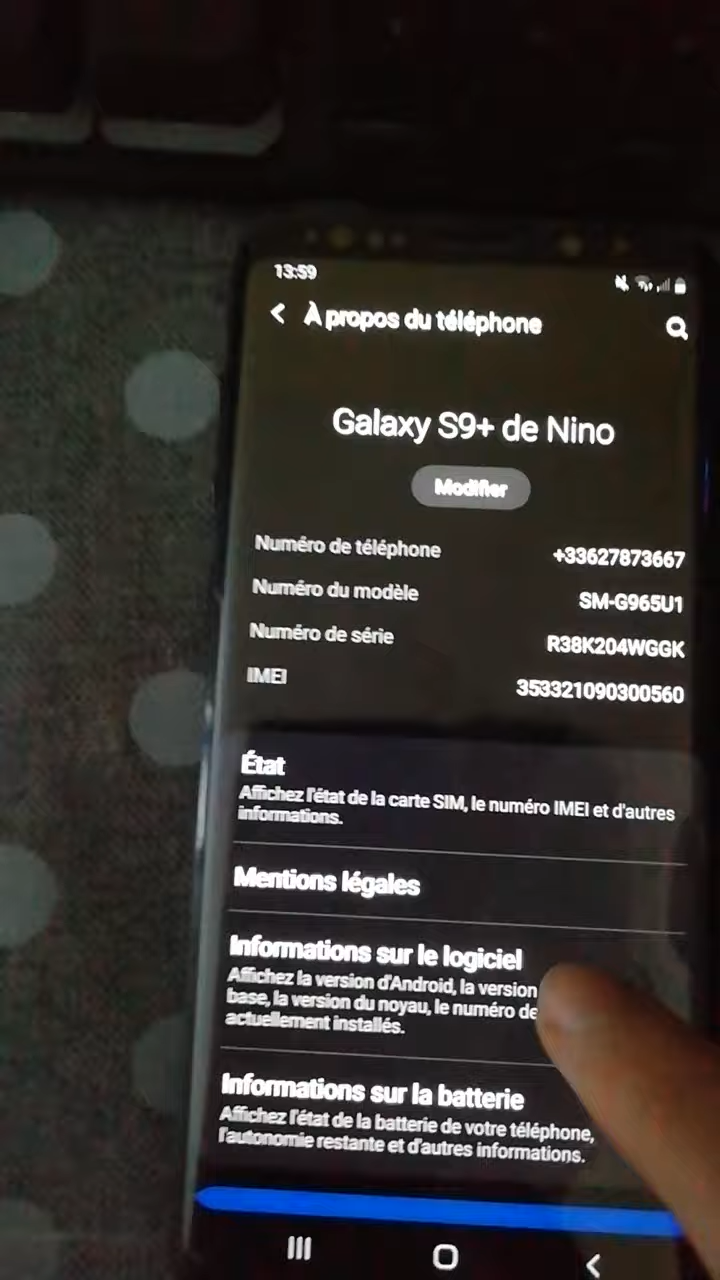 13:59
À propos du téléphone
Galaxy S9+ de Nino
Modifier
Numéro de téléphone +33627873667
Numéro du modèle SM-G965U1
Numéro de série R38K204WGGK
IMEI 353321090300560
État
Affichez l'état de la carte SIM, le numéro IMEI et d'autres
informations.
Mentions légales
Informations sur le logiciel
Affichez la version d'Android, la version
base, la version du noyau, le numéro de
actuellement installés.
Informations sur la batterie
Affichez l'état de la batterie de votre téléphone,
l'autonomie restante et d'autres informations.